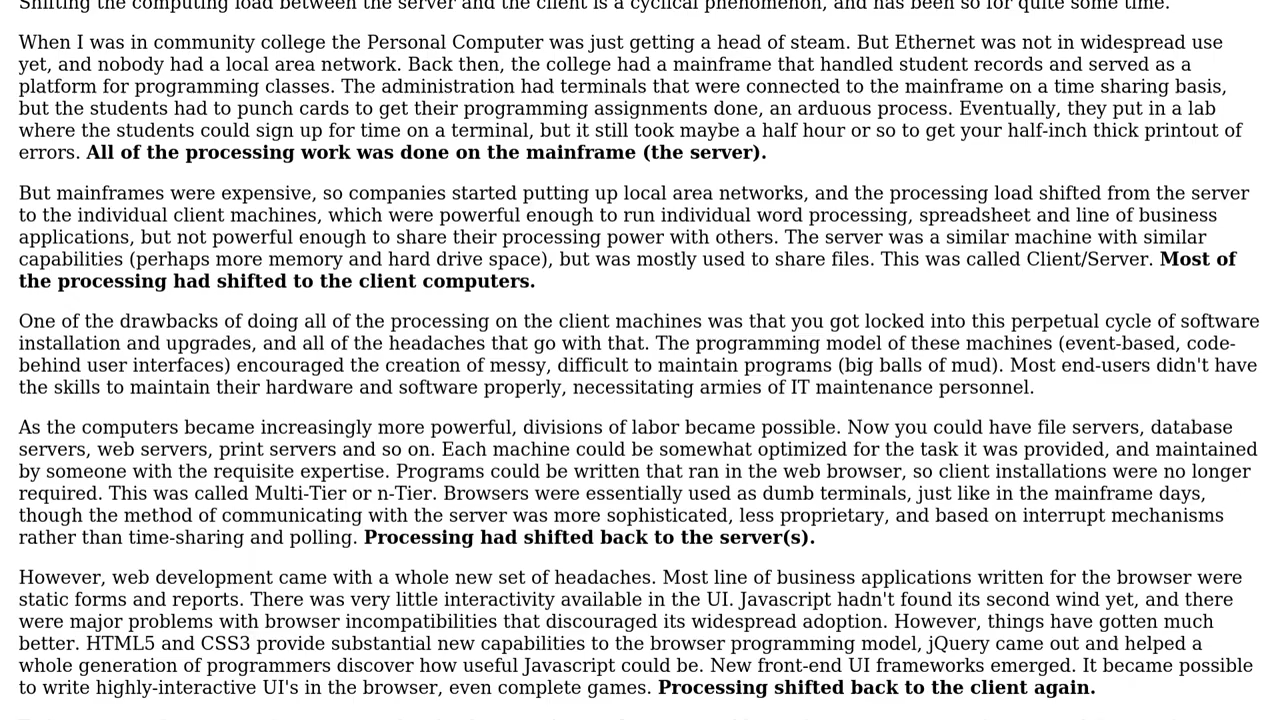 Shifting the computing load between the server and the client is a cyclical phenomenon, and has been so for quite some time.
When I was in community college the Personal Computer was just getting a head of steam. But Ethernet was not in widespread use
yet, and nobody had a local area network. Back then, the college had a mainframe that handled student records and served as a
platform for programming classes. The administration had terminals that were connected to the mainframe on a time sharing basis,
but the students had to punch cards to get their programming assignments done, an arduous process. Eventually, they put in a lab
where the students could sign up for time on a terminal, but it still took maybe a half hour or so to get your half-inch thick printout of
errors. All of the processing work was done on the mainframe (the server).
But mainframes were expensive, so companies started putting up local area networks, and the processing load shifted from the server
to the individual client machines, which were powerful enough to run individual word processing, spreadsheet and line of business
applications, but not powerful enough to share their processing power with others. The server was a similar machine with similar
capabilities (perhaps more memory and hard drive space), but was mostly used to share files. This was called Client/Server. Most of
the processing had shifted to the client computers.
One of the drawbacks of doing all of the processing on the client machines was that you got locked into this perpetual cycle of software
installation and upgrades, and all of the headaches that go with that. The programming model of these machines (event-based, code-
behind user interfaces) encouraged the creation of messy, difficult to maintain programs (big balls of mud). Most end-users didn't have
the skills to maintain their hardware and software properly, necessitating armies of IT maintenance personnel.
As the computers became increasingly more powerful, divisions of labor became possible. Now you could have file servers, database
servers, web servers, print servers and so on. Each machine could be somewhat optimized for the task it was provided, and maintained
by someone with the requisite expertise. Programs could be written that ran in the web browser, so client installations were no longer
required. This was called Multi-Tier or n-Tier. Browsers were essentially used as dumb terminals, just like in the mainframe days,
though the method of communicating with the server was more sophisticated, less proprietary, and based on interrupt mechanisms
rather than time-sharing and polling. Processing had shifted back to the server(s).
However, web development came with a whole new set of headaches. Most line of business applications written for the browser were
static forms and reports. There was very little interactivity available in the UI. Javascript hadn't found its second wind yet, and there
were major problems with browser incompatibilities that discouraged its widespread adoption. However, things have gotten much
better. HTML5 and CSS3 provide substantial new capabilities to the browser programming model, jQuery came out and helped a
whole generation of programmers discover how useful Javascript could be. New front-end UI frameworks emerged. It became possible
to write highly-interactive UI's in the browser, even complete games. Processing shifted back to the client again.